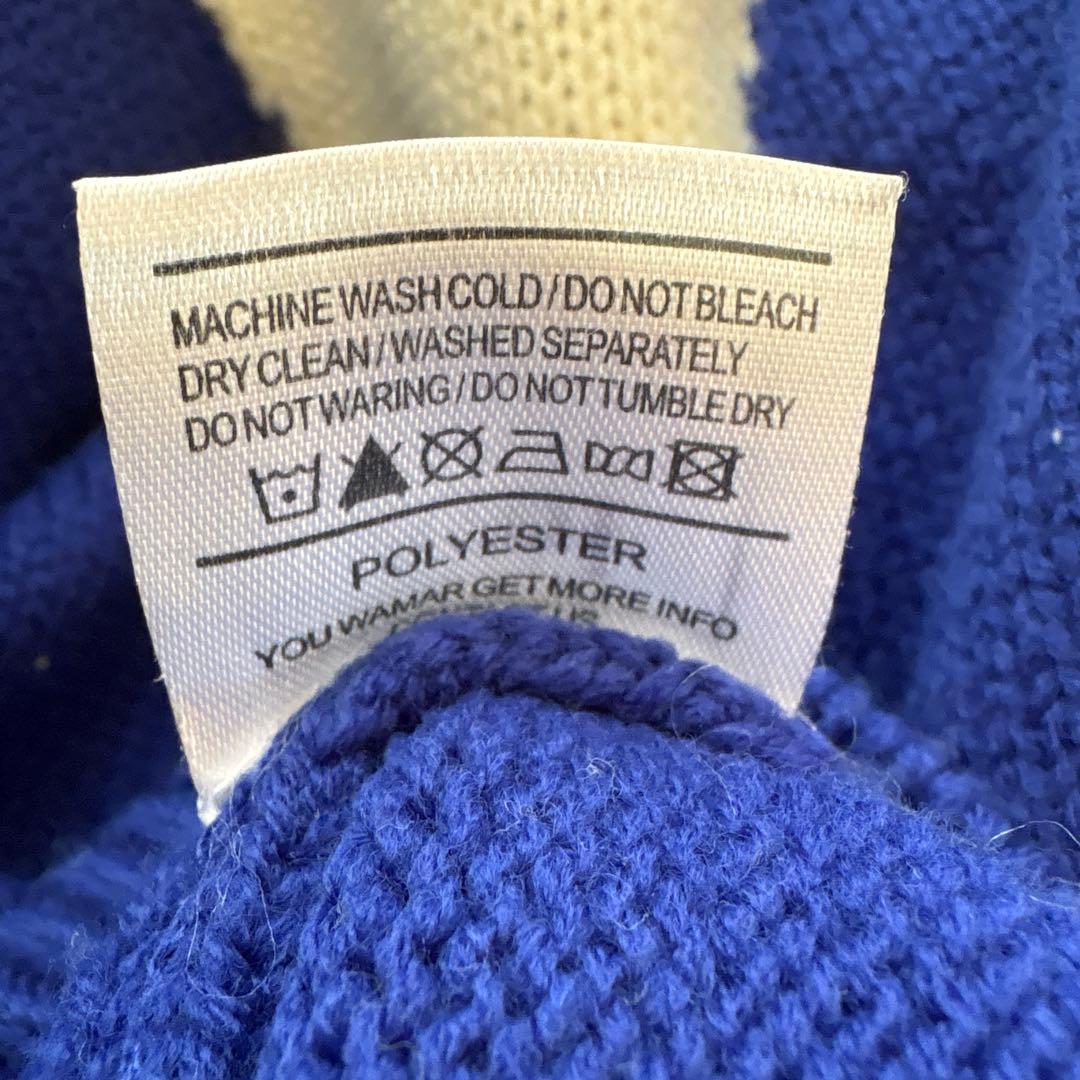 MACHINE WASH COLD/DO NOT BLEACH
DRY CLEAN/WASHED SEPARATELY
DO NOT WARING/DO NOT TUMBLE DRY
POLYESTER
YOU WAMAR GET MORE INFO
US